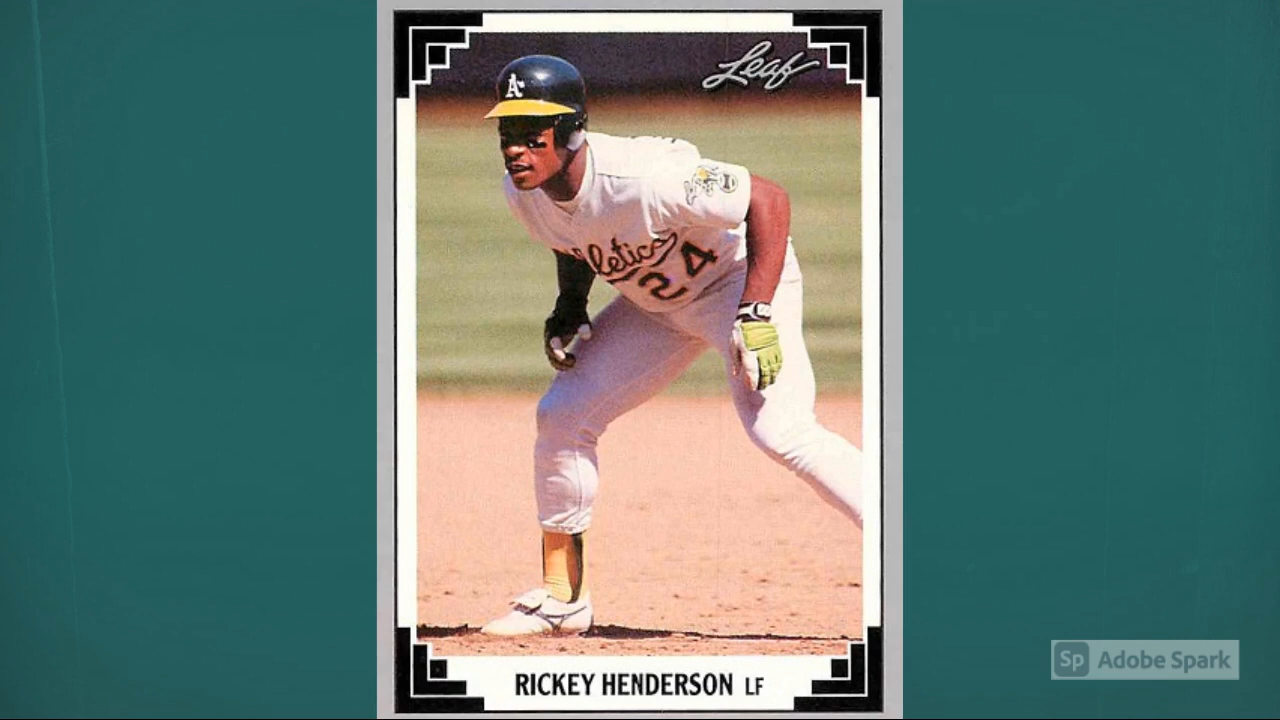 Leaf
A's
Athletics
24
RICKEY HENDERSON LF
Sp Adobe Spark